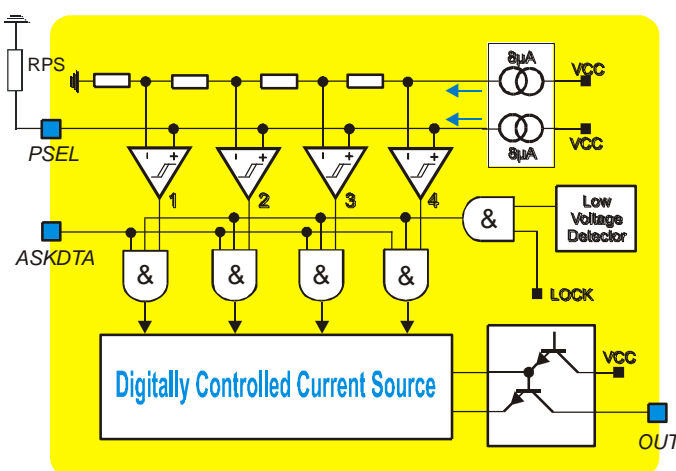 RPS
8µA
VCC
PSEL
8µA
VCC
1
2
3
4
&
Low
Voltage
Detector
ASKDTA
&
&
&
&
LOCK
Digitally Controlled Current Source
VCC
OUT